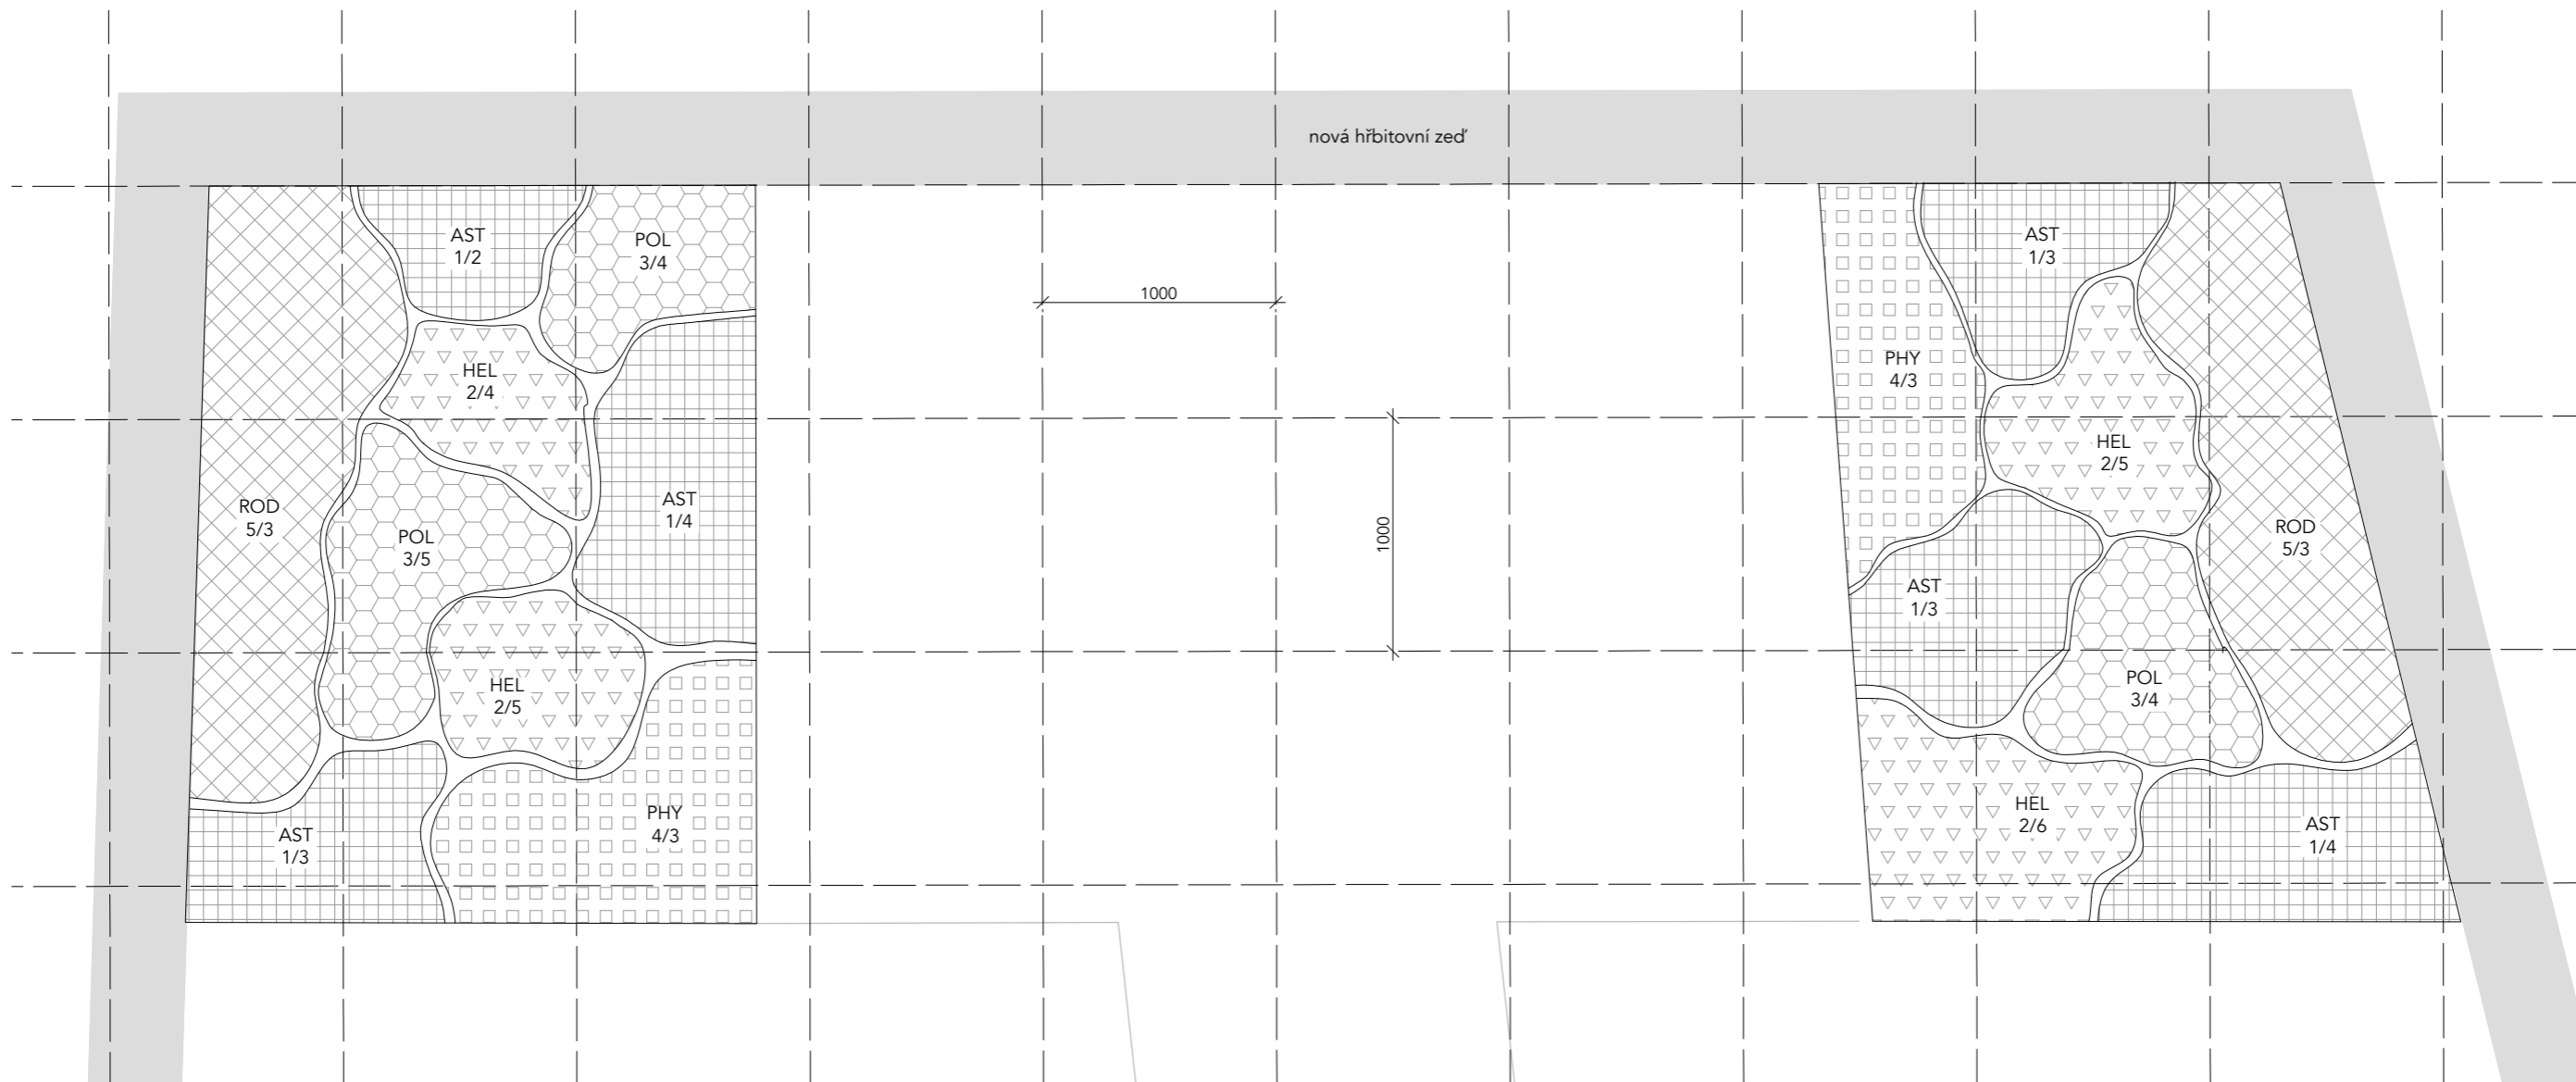 nová hřbitovní zeď
AST
1/2
POL
3/4
HEL
2/4
ROD
5/3
POL
3/5
AST
1/4
HEL
2/5
PHY
4/3
AST
1/3
1000
1000
AST
1/3
PHY
4/3
HEL
2/5
ROD
5/3
AST
1/3
POL
3/4
HEL
2/6
AST
1/4